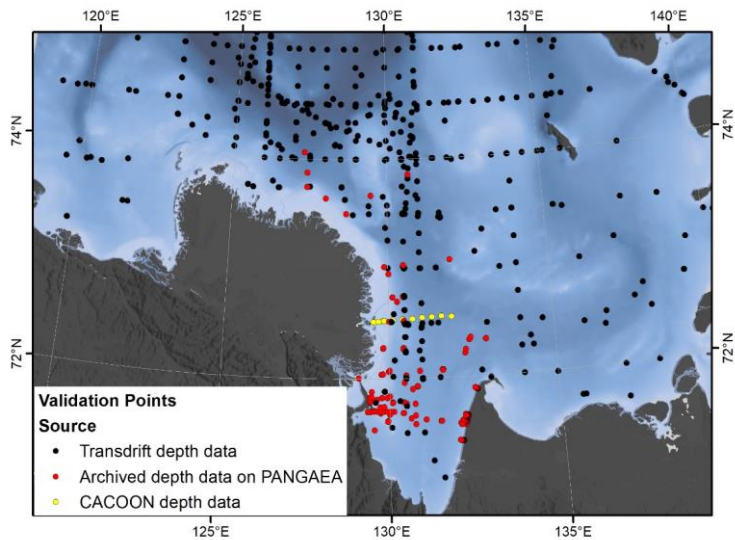 120°E 125°E 130°E 135°E 140°E
74°N 74°N
72°N 72°N
Validation Points
Source
Transdrift depth data
Archived depth data on PANGAEA
CACOON depth data
125°E 130°E 135°E